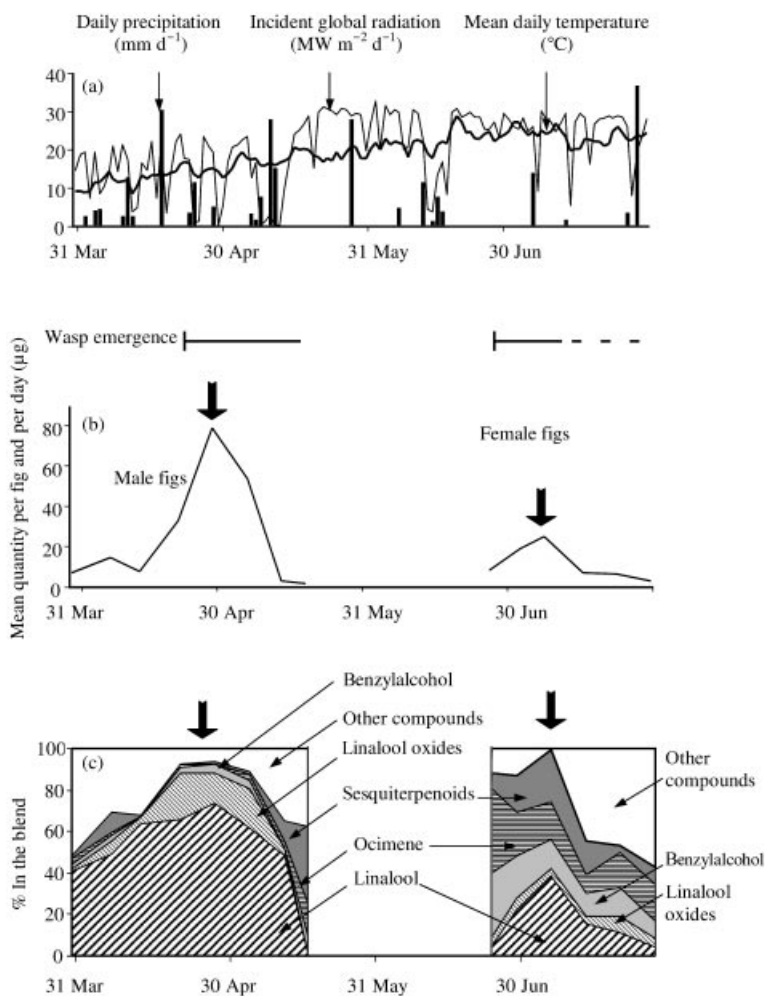 Daily precipitation
(mm d⁻¹)
Incident global radiation
(MW m⁻² d⁻¹)
Mean daily temperature
(°C)
(a)
40
30
20
10
0
31 Mar
30 Apr
31 May
30 Jun
Wasp emergence
Mean quantity per fig and per day (µg)
(b)
80
60
40
20
0
Male figs
Female figs
31 Mar
30 Apr
31 May
30 Jun
Benzylalcohol
Other compounds
Linalool oxides
Sesquiterpenoids
Ocimene
Linalool
Other
compounds
Benzylalcohol
Linalool
oxides
% In the blend
(c)
100
80
60
40
20
0
31 Mar
30 Apr
31 May
30 Jun